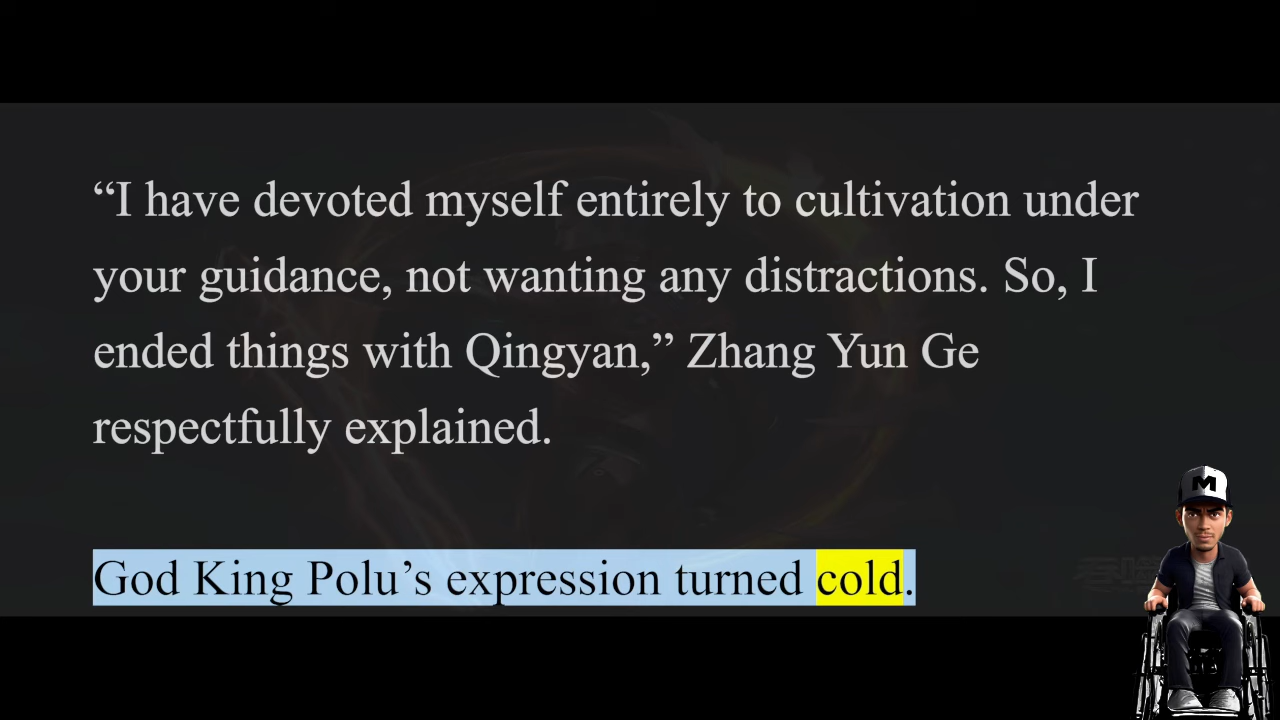 “I have devoted myself entirely to cultivation under
your guidance, not wanting any distractions. So, I
ended things with Qingyan,” Zhang Yun Ge
respectfully explained.
God King Polu’s expression turned cold.
M